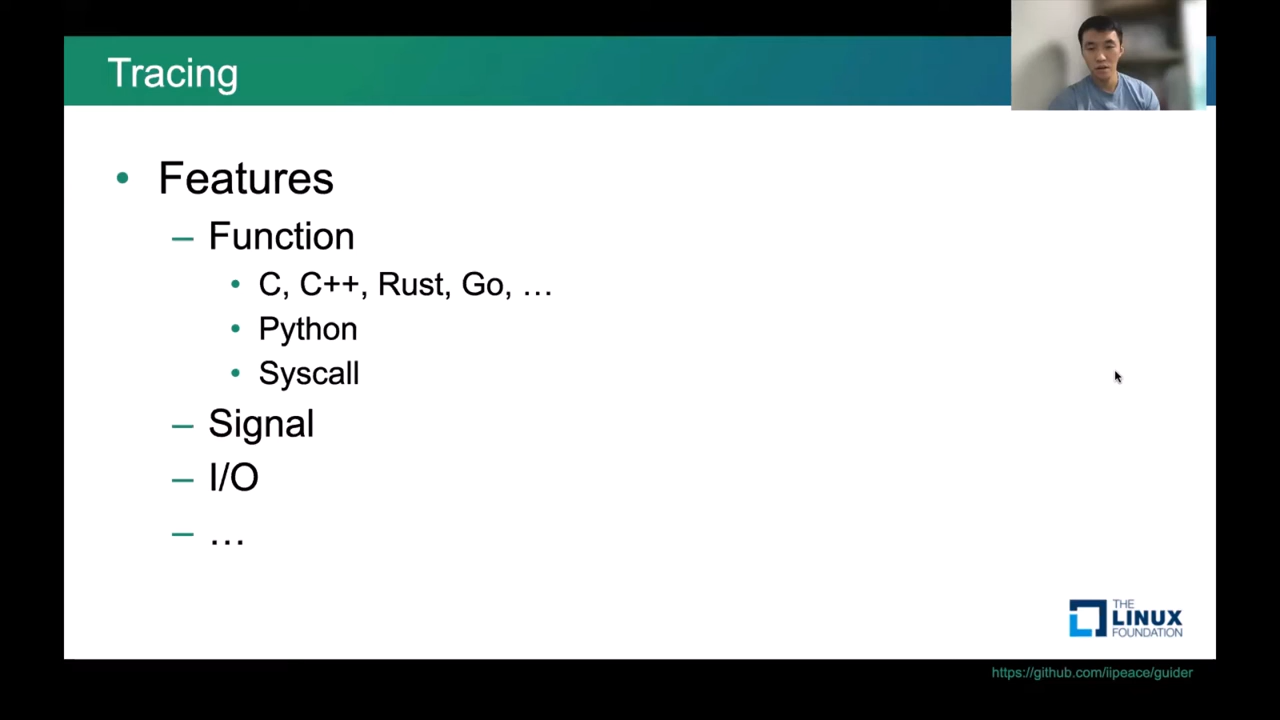 Tracing
• Features
– Function
• C, C++, Rust, Go, …
• Python
• Syscall
– Signal
– I/O
– …
THE
LINUX
FOUNDATION
https://github.com/iipeace/guider